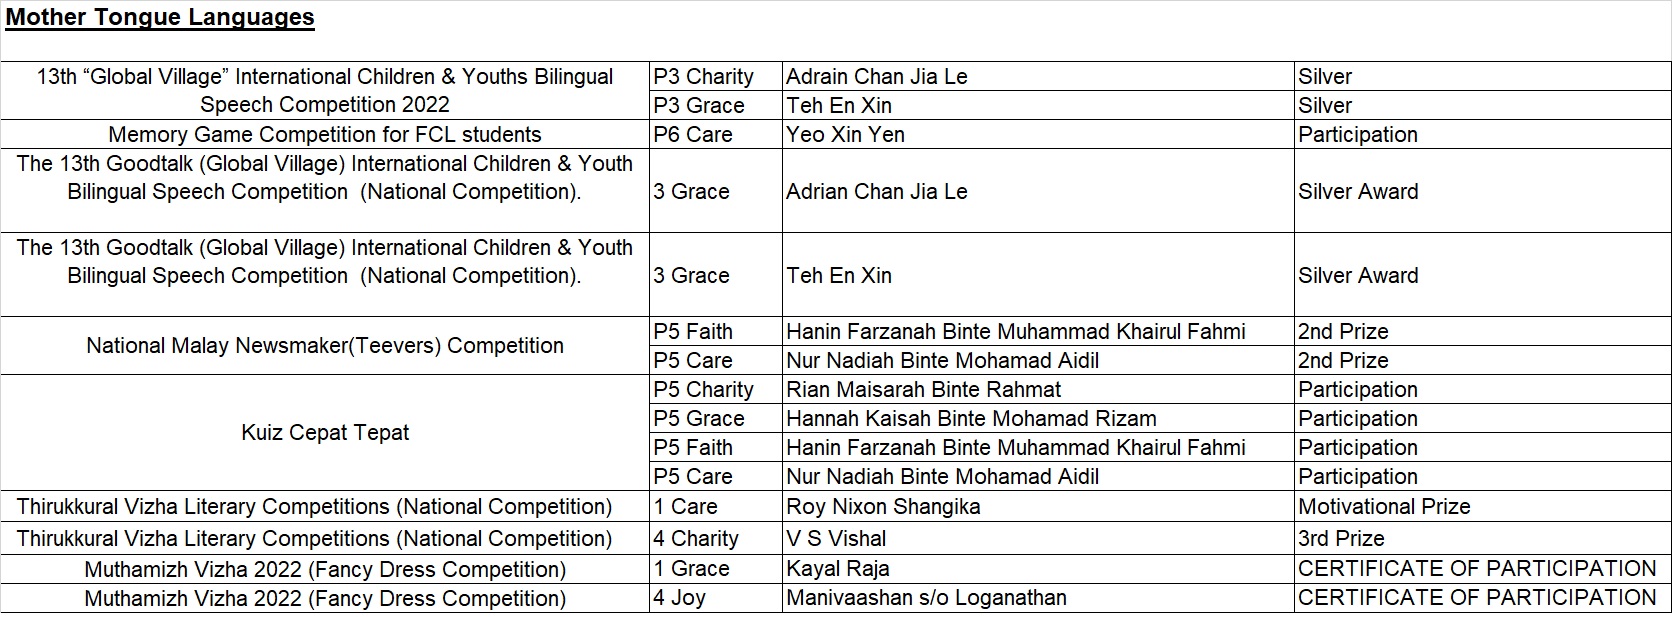 Mother Tongue Languages
13th “Global Village” International Children & Youths Bilingual
Speech Competition 2022
P3 Charity Adrain Chan Jia Le Silver
P3 Grace Teh En Xin Silver
Memory Game Competition for FCL students P6 Care Yeo Xin Yen Participation
The 13th Goodtalk (Global Village) International Children & Youth
Bilingual Speech Competition  (National Competition). 3 Grace Adrian Chan Jia Le Silver Award
The 13th Goodtalk (Global Village) International Children & Youth
Bilingual Speech Competition  (National Competition). 3 Grace Teh En Xin Silver Award
National Malay Newsmaker(Teevers) Competition
P5 Faith Hanin Farzanah Binte Muhammad Khairul Fahmi 2nd Prize
P5 Care Nur Nadiah Binte Mohamad Aidil 2nd Prize
Kuiz Cepat Tepat
P5 Charity Rian Maisarah Binte Rahmat Participation
P5 Grace Hannah Kaisah Binte Mohamad Rizam Participation
P5 Faith Hanin Farzanah Binte Muhammad Khairul Fahmi Participation
P5 Care Nur Nadiah Binte Mohamad Aidil Participation
Thirukkural Vizha Literary Competitions (National Competition) 1 Care Roy Nixon Shangika Motivational Prize
Thirukkural Vizha Literary Competitions (National Competition) 4 Charity V S Vishal 3rd Prize
Muthamizh Vizha 2022 (Fancy Dress Competition) 1 Grace Kayal Raja CERTIFICATE OF PARTICIPATION
Muthamizh Vizha 2022 (Fancy Dress Competition) 4 Joy Manivaashan s/o Loganathan CERTIFICATE OF PARTICIPATION